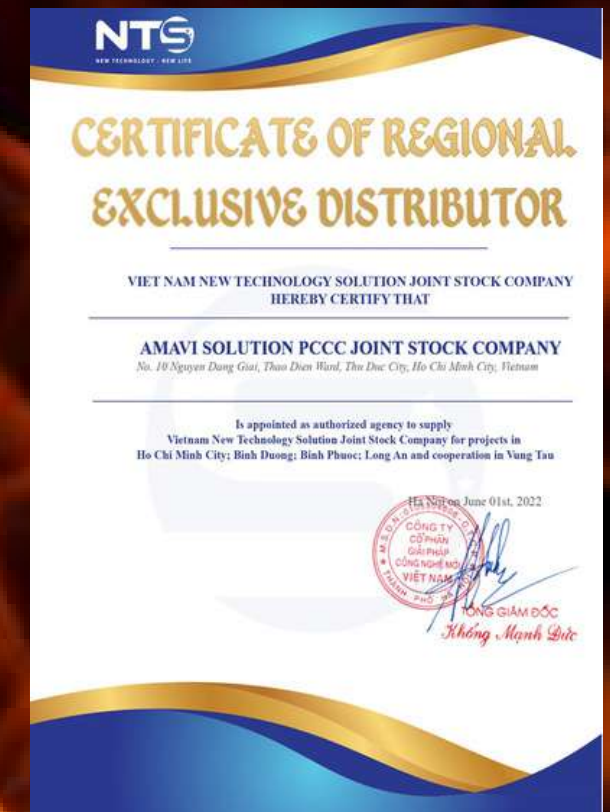 NTS
NEW TECHNOLOGY - NEW LIFE
CERTIFICATE OF REGIONAL
EXCLUSIVE DISTRIBUTOR
VIET NAM NEW TECHNOLOGY SOLUTION JOINT STOCK COMPANY
HEREBY CERTIFY THAT
AMAVI SOLUTION PCCC JOINT STOCK COMPANY
No. 10 Nguyen Dang Giai, Thao Dien Ward, Thu Duc City, Ho Chi Minh City, Vietnam
Is appointed as authorized agency to supply
Vietnam New Technology Solution Joint Stock Company for projects in
Ho Chi Minh City; Binh Duong; Binh Phuoc; Long An and cooperation in Vung Tau
Ha Noi on June 01st, 2022
CÔNG TY
CỔ PHẦN
GIẢI PHÁP
CÔNG NGHỆ MỚI
VIỆT NAM
TỔNG GIÁM ĐỐC
Khổng Mạnh Đức